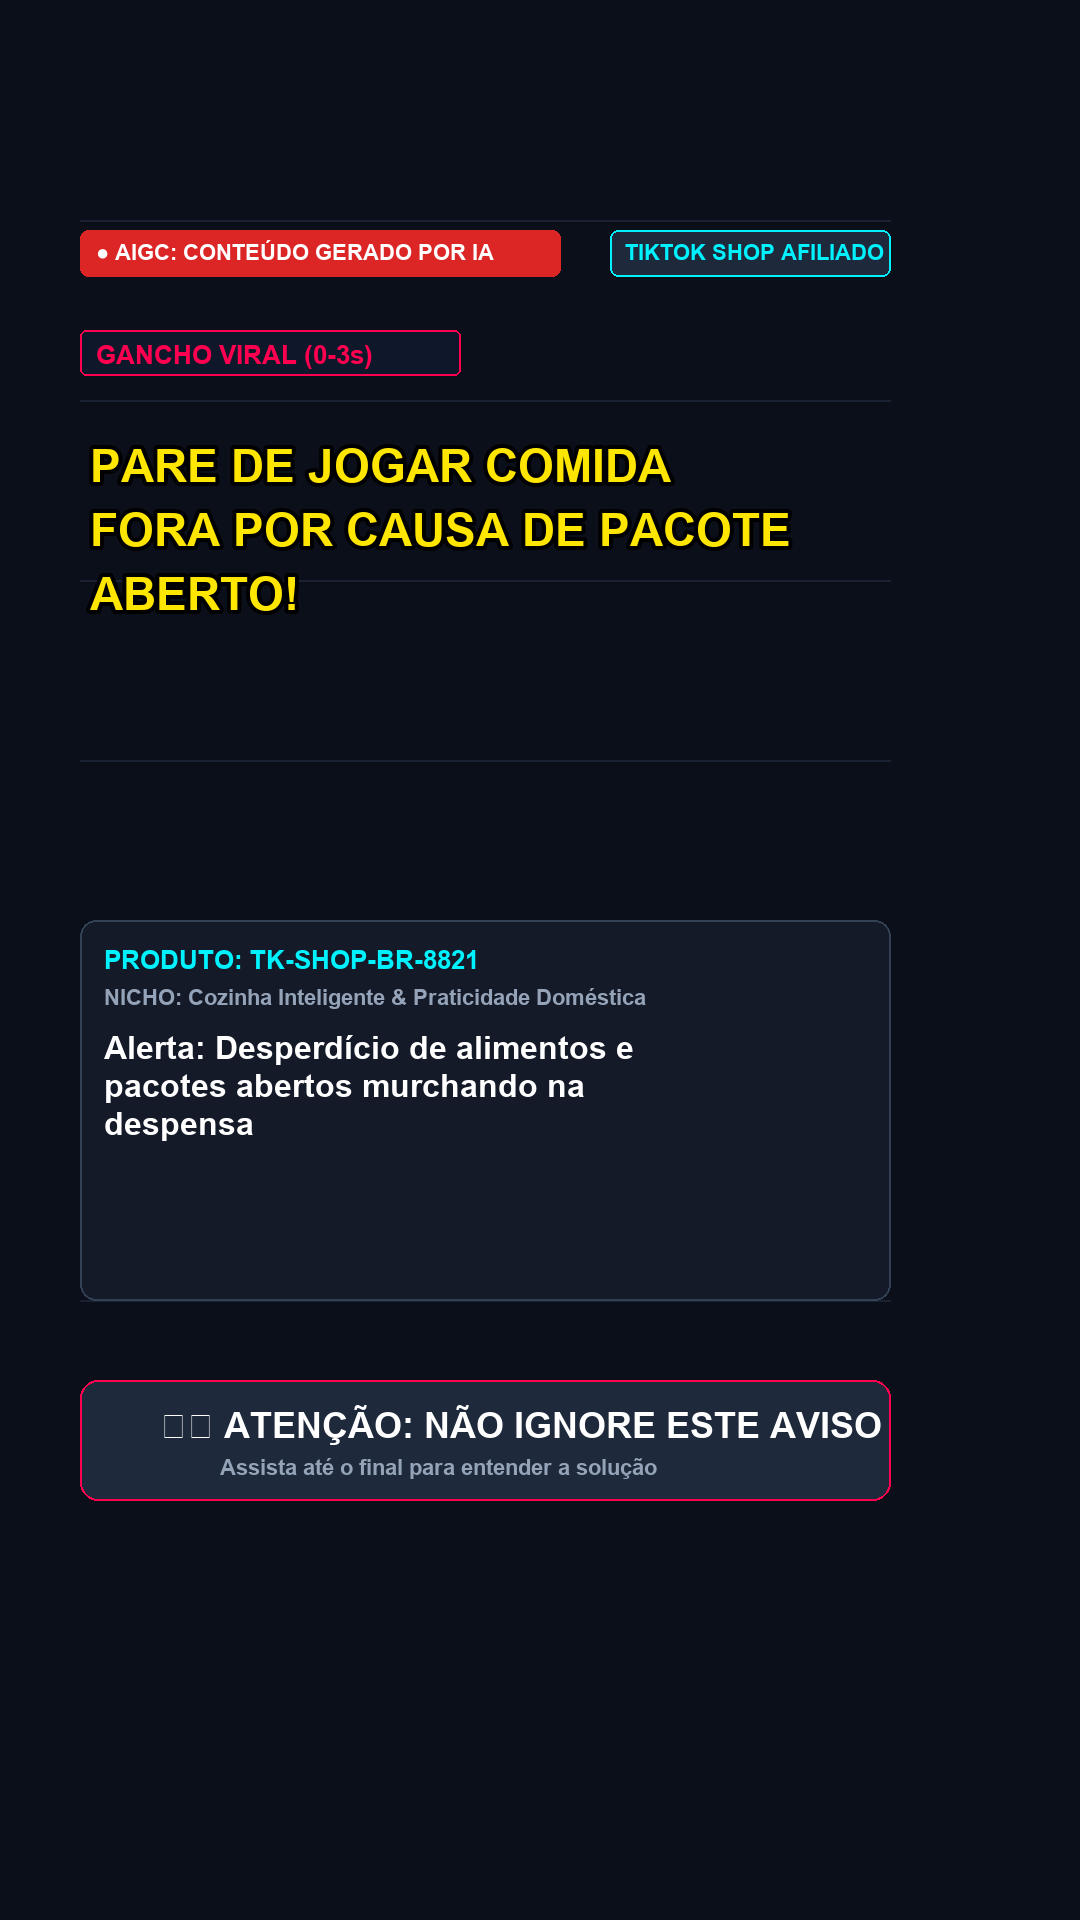 ● AIGC: CONTEÚDO GERADO POR IA
TIKTOK SHOP AFILIADO
GANCHO VIRAL (0-3s)
PARE DE JOGAR COMIDA
FORA POR CAUSA DE PACOTE
ABERTO!
PRODUTO: TK-SHOP-BR-8821
NICHO: Cozinha Inteligente & Praticidade Doméstica
Alerta: Desperdício de alimentos e
pacotes abertos murchando na
despensa
ATENÇÃO: NÃO IGNORE ESTE AVISO
Assista até o final para entender a solução